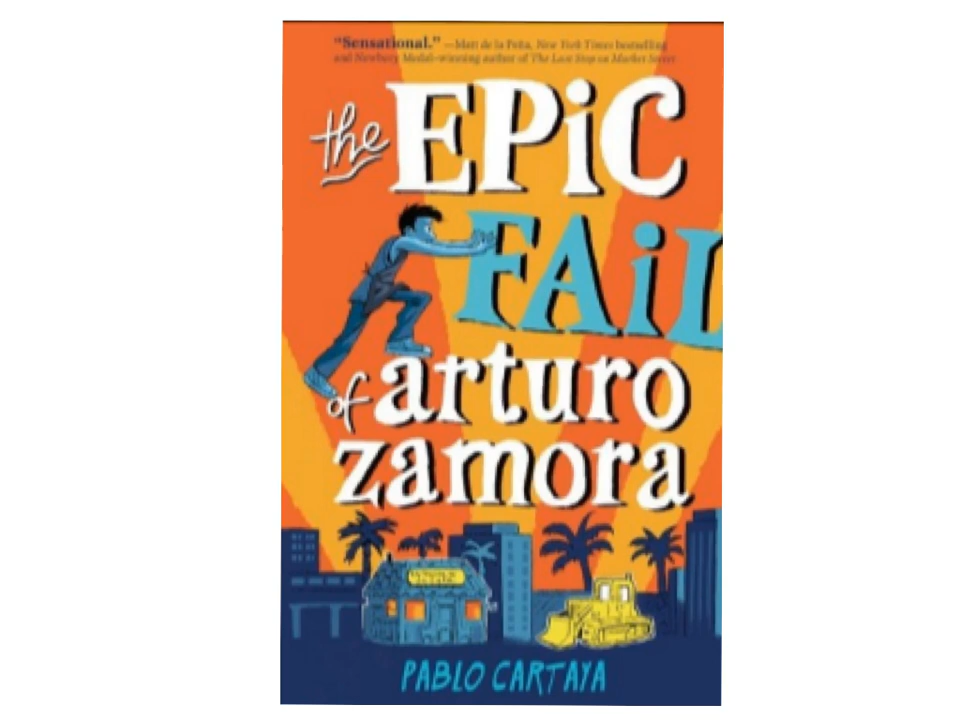 "Sensational." —Matt de la Peña, New York Times bestselling
and Newbery Medal–winning author of The Last Stop on Market Street
the EPiC
FAiL
of arturo
zamora
PABLO CARTAYA